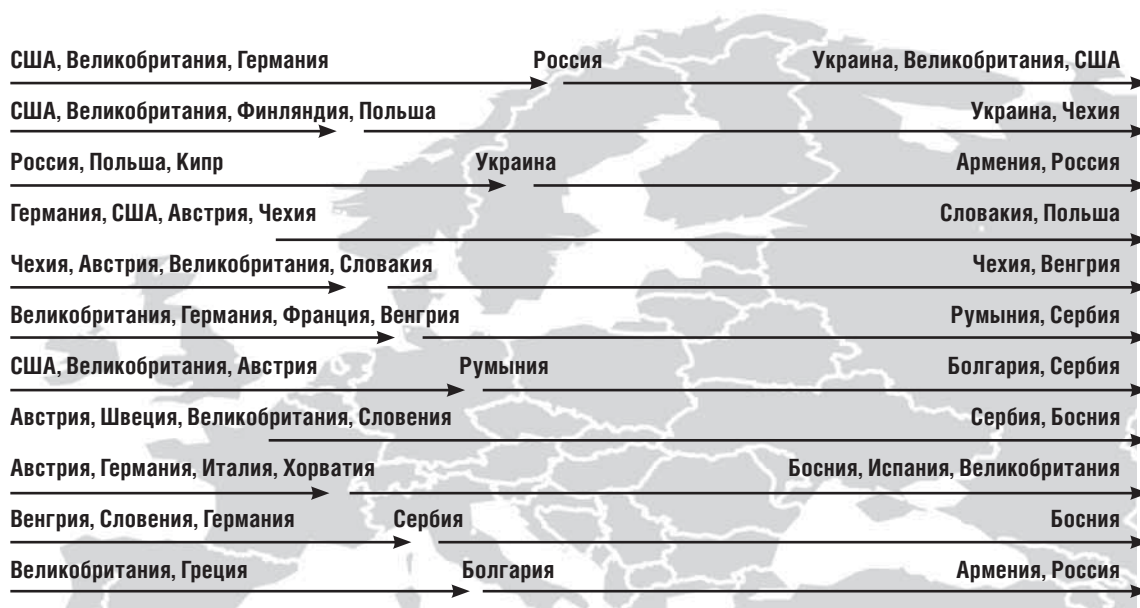 США, Великобритания, Германия Россия Украина, Великобритания, США
США, Великобритания, Финляндия, Польша Украина, Чехия
Россия, Польша, Кипр Украина Армения, Россия
Германия, США, Австрия, Чехия Словакия, Польша
Чехия, Австрия, Великобритания, Словакия Чехия, Венгрия
Великобритания, Германия, Франция, Венгрия Румыния, Сербия
США, Великобритания, Австрия Румыния Болгария, Сербия
Австрия, Швеция, Великобритания, Словения Сербия, Босния
Австрия, Германия, Италия, Хорватия Босния, Испания, Великобритания
Венгрия, Словения, Германия Сербия Босния
Великобритания, Греция Болгария Армения, Россия